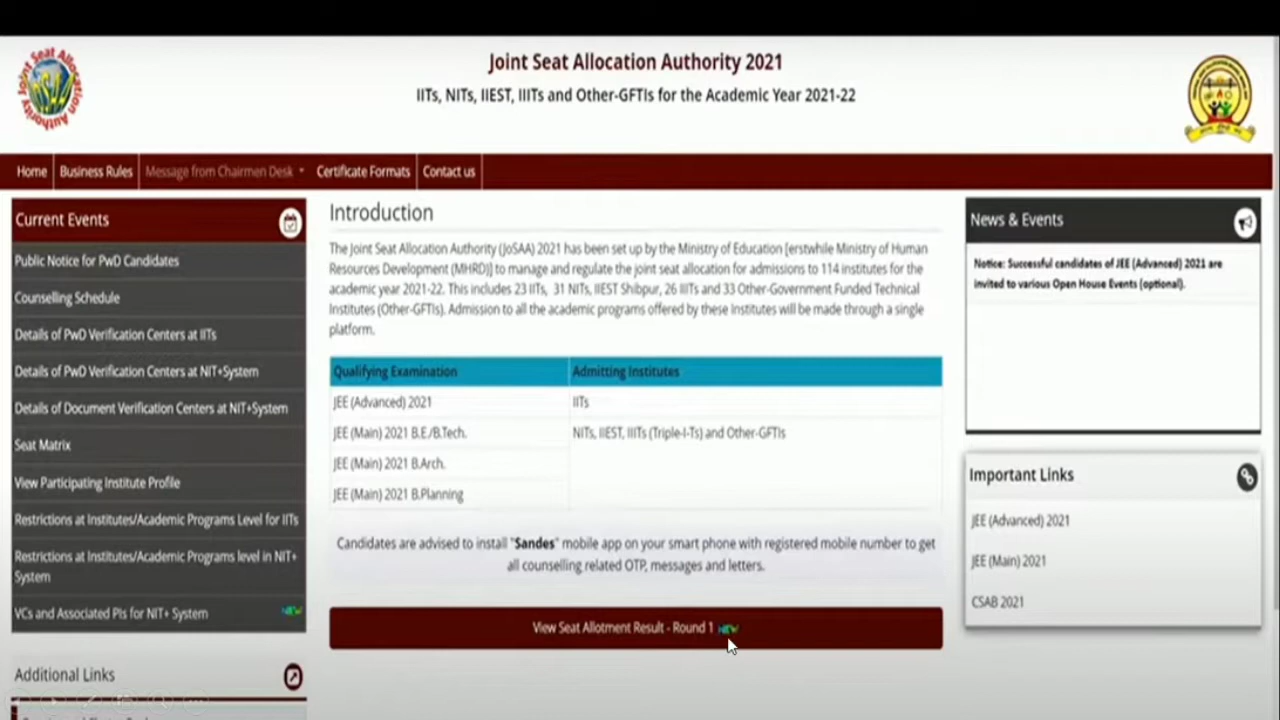 Joint Seat Allocation Authority
Joint Seat Allocation Authority 2021
IITs, NITs, IIEST, IIITs and Other-GFTIs for the Academic Year 2021-22
Home
Business Rules
Message from Chairmen Desk
Certificate Formats
Contact us
Current Events
Public Notice for PwD Candidates
Counselling Schedule
Details of PwD Verification Centers at IITs
Details of PwD Verification Centers at NIT+System
Details of Document Verification Centers at NIT+System
Seat Matrix
View Participating Institute Profile
Restrictions at Institutes/Academic Programs Level for IITs
Restrictions at Institutes/Academic Programs level in NIT+
System
VCs and Associated PIs for NIT+ System NEW
Additional Links
Introduction
The Joint Seat Allocation Authority (JoSAA) 2021 has been set up by the Ministry of Education [erstwhile Ministry of Human
Resources Development (MHRD)] to manage and regulate the joint seat allocation for admissions to 114 institutes for the
academic year 2021-22. This includes 23 IITs, 31 NITs, IIEST Shibpur, 26 IIITs and 33 Other-Government Funded Technical
Institutes (Other-GFTIs). Admission to all the academic programs offered by these Institutes will be made through a single
platform.
Qualifying Examination
Admitting Institutes
JEE (Advanced) 2021
IITs
JEE (Main) 2021 B.E./B.Tech.
NITs, IIEST, IIITs (Triple-I-Ts) and Other-GFTIs
JEE (Main) 2021 B.Arch.
JEE (Main) 2021 B.Planning
Candidates are advised to install "Sandes" mobile app on your smart phone with registered mobile number to get
all counselling related OTP, messages and letters.
View Seat Allotment Result - Round 1 NEW
News & Events
Notice: Successful candidates of JEE (Advanced) 2021 are
invited to various Open House Events (optional).
Important Links
JEE (Advanced) 2021
JEE (Main) 2021
CSAB 2021